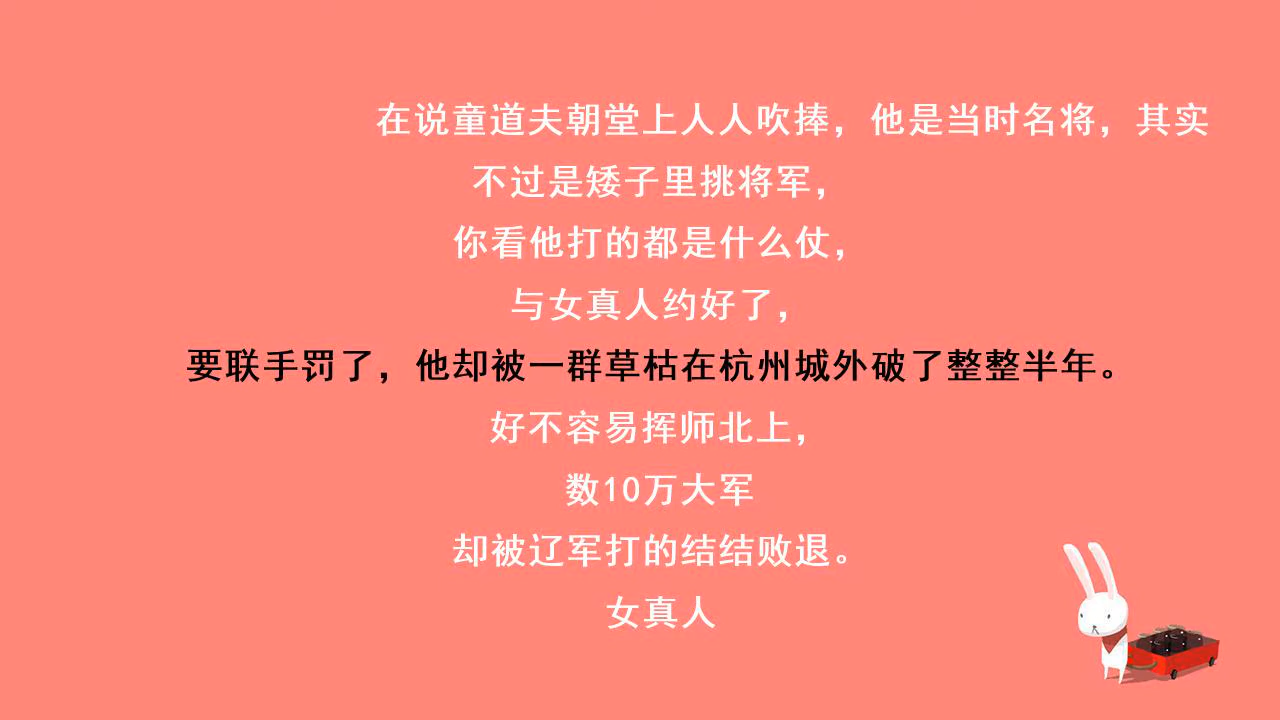 在说童道夫朝堂上人人吹捧，他是当时名将，其实
不过是矮子里挑将军，
你看他打的都是什么仗，
与女真人约好了，
要联手罚了，他却被一群草枯在杭州城外破了整整半年。
好不容易挥师北上，
数10万大军
却被辽军打的结结败退。
女真人